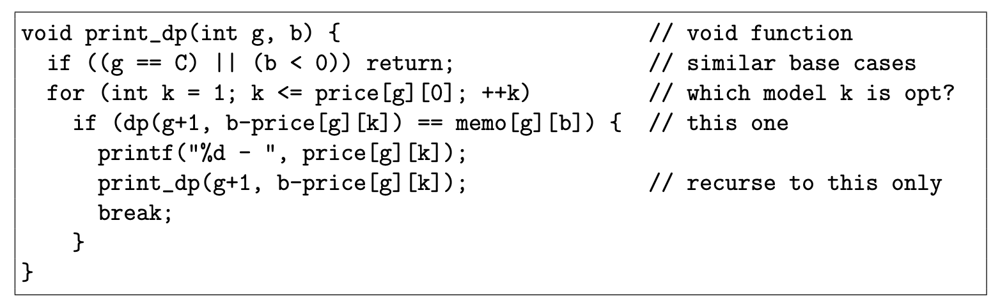 void print_dp(int g, b) { // void function
if ((g == C) || (b < 0)) return; // similar base cases
for (int k = 1; k <= price[g][0]; ++k) // which model k is opt?
if (dp(g+1, b-price[g][k]) == memo[g][b]) { // this one
printf("%d - ", price[g][k]);
print_dp(g+1, b-price[g][k]); // recurse to this only
break;
}
}